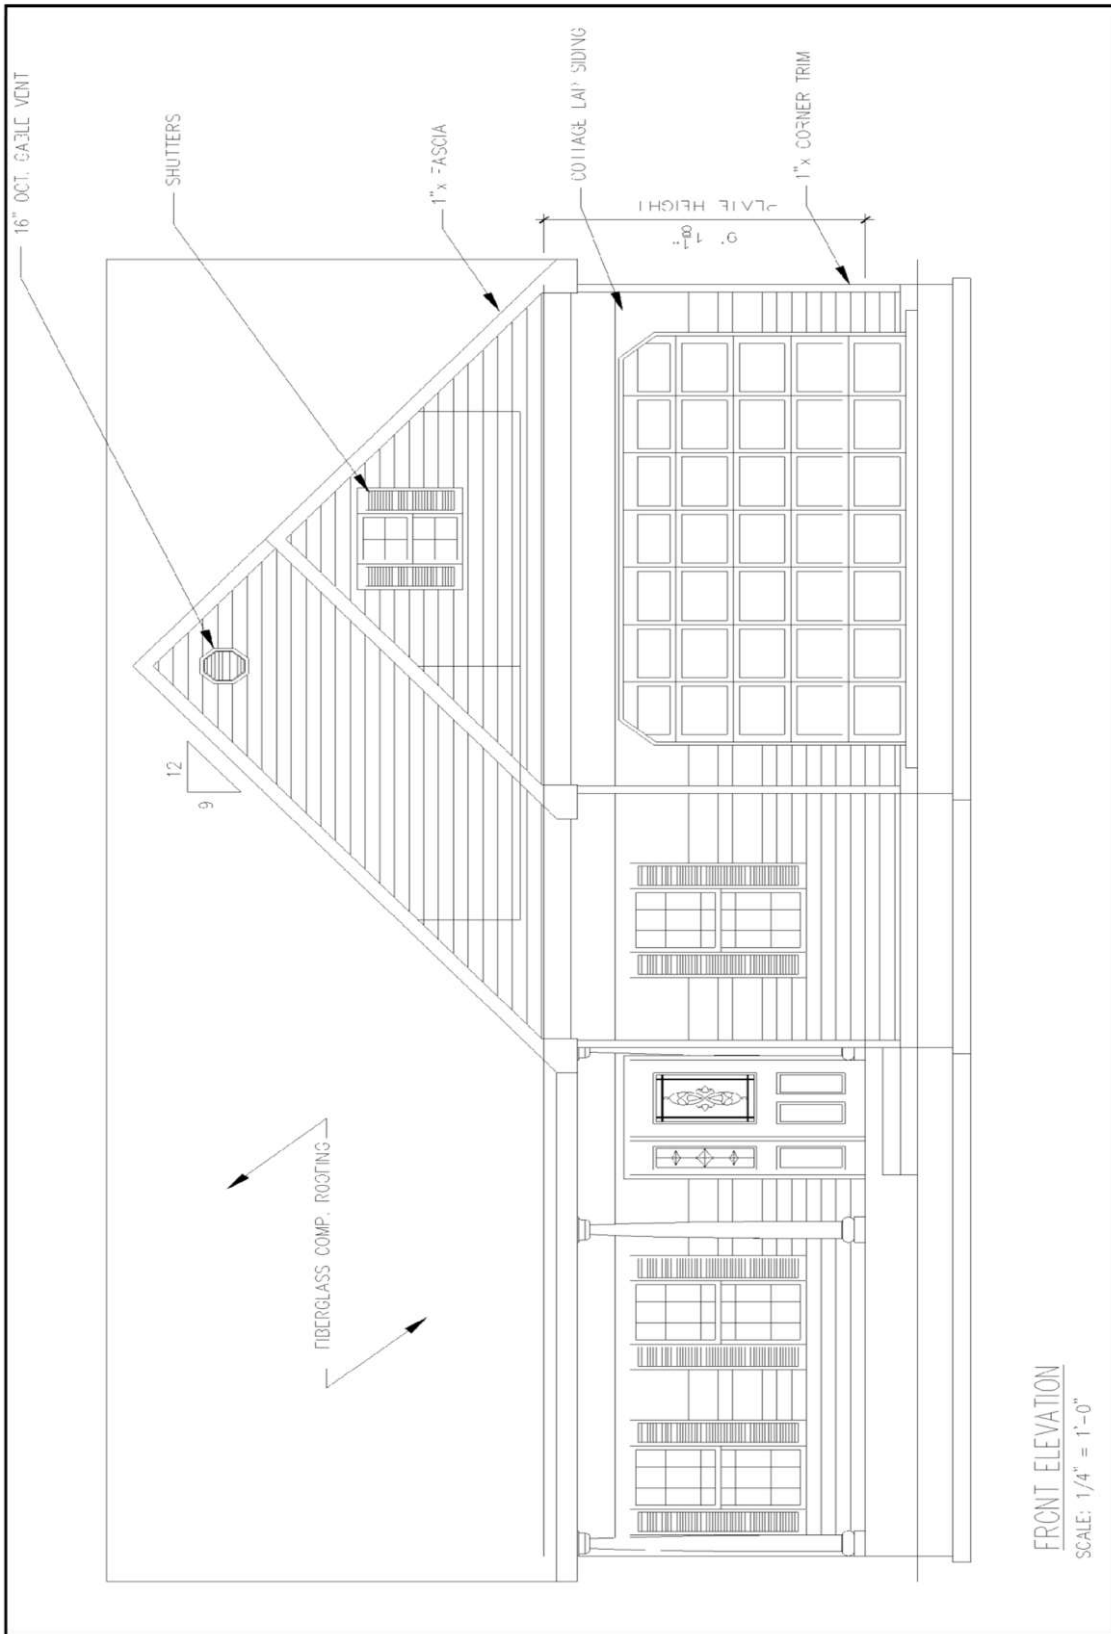 16" OCT. GABLE VENT
SHUTTERS
1"x FASCIA
COTTAGE LAP SIDING
1"x CORNER TRIM
PLATE HEIGHT
12
9
FIBERGLASS COMP. ROOFING
FRONT ELEVATION
SCALE: 1/4" = 1'-0"